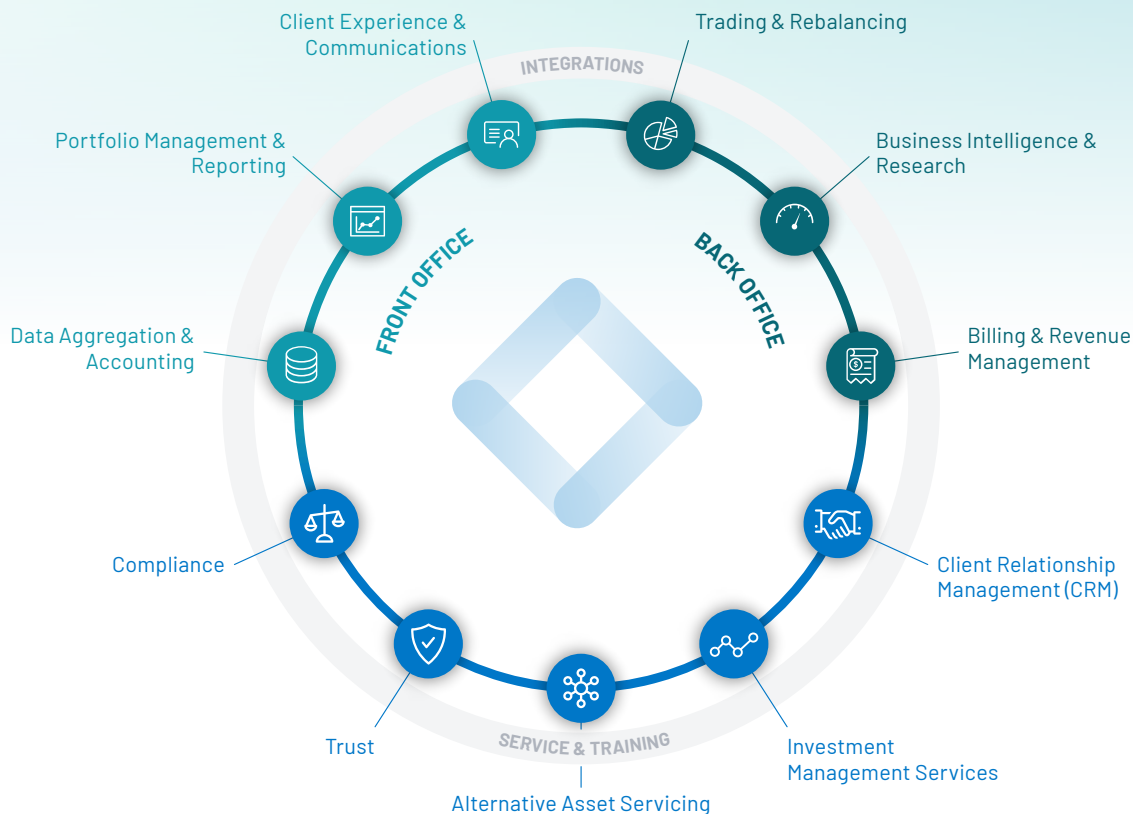 Client Experience &
Communications
Trading & Rebalancing
INTEGRATIONS
Portfolio Management &
Reporting
Business Intelligence &
Research
FRONT OFFICE
BACK OFFICE
Data Aggregation &
Accounting
Billing & Revenue
Management
$
Compliance
Client Relationship
Management (CRM)
Trust
SERVICE & TRAINING
Investment
Management Services
Alternative Asset Servicing